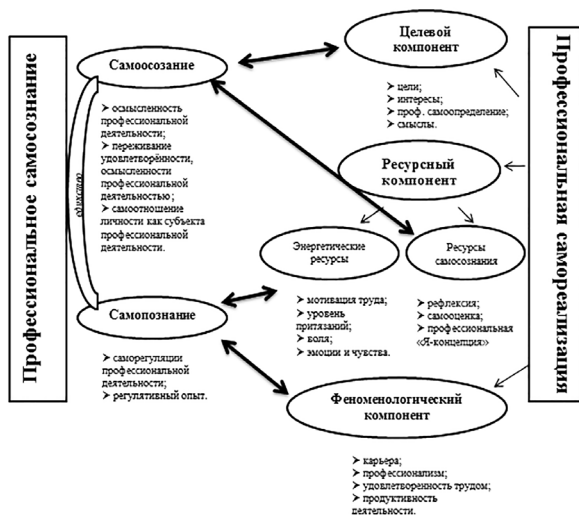 Профессиональное самосознание
Самоосозание
➤ осмысленность
профессиональной
деятельности;
➤ переживание
удовлетворённости,
осмысленности
профессиональной
деятельностью;
➤ самоотношение
личности как субъекта
профессиональной
деятельности.
Самопознание
➤ саморегуляции
профессиональной
деятельности;
➤ регулятивный опыт.
Целевой
компонент
➤ цели;
➤ интересы;
➤ проф. самоопределение;
➤ смыслы.
Ресурсный
компонент
Энергетические
ресурсы
➤ мотивация труда;
➤ уровень
притязаний;
➤ воля;
➤ эмоции и чувства.
Ресурсы
самосознания
➤ рефлексия;
➤ самооценка;
➤ профессиональная
«Я-концепция»
Феноменологический
компонент
➤ карьера;
➤ профессионализм;
➤ удовлетворенность трудом;
➤ продуктивность
деятельности.
Профессиональная самореализация